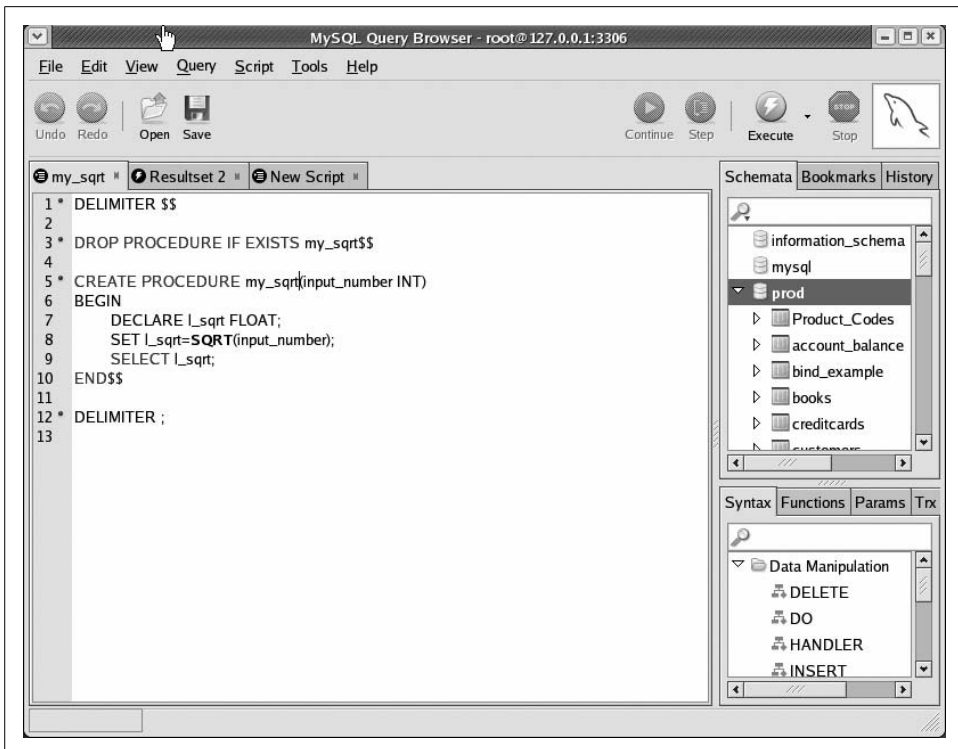 MySQL Query Browser - root@127.0.0.1:3306
File Edit View Query Script Tools Help
Undo Redo Open Save Continue Step Execute STOP Stop
my_sqrt Resultset 2 New Script
1 * DELIMITER $$
2
3 * DROP PROCEDURE IF EXISTS my_sqrt$$
4
5 * CREATE PROCEDURE my_sqrt(input_number INT)
6 BEGIN
7 DECLARE l_sqrt FLOAT;
8 SET l_sqrt=SQRT(input_number);
9 SELECT l_sqrt;
10 END$$
11
12 * DELIMITER ;
13
Schemata Bookmarks History
information_schema
mysql
prod
Product_Codes
account_balance
bind_example
books
creditcards
customers
Syntax Functions Params Trx
Data Manipulation
DELETE
DO
HANDLER
INSERT